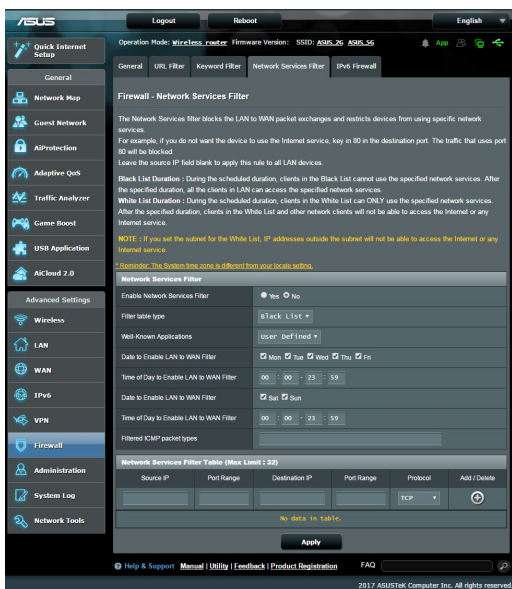 ASUS
Logout
Reboot
English
Quick Internet Setup
Operation Mode: Wireless router Firmware Version: SSID: ASUS_2G ASUS_5G
App
General
URL Filter
Keyword Filter
Network Services Filter
IPv6 Firewall
General
Network Map
Guest Network
AiProtection
Adaptive QoS
Traffic Analyzer
Game Boost
USB Application
AiCloud 2.0
Advanced Settings
Wireless
LAN
WAN
IPv6
VPN
Firewall
Administration
System Log
Network Tools
Firewall - Network Services Filter
The Network Services filter blocks the LAN to WAN packet exchanges and restricts devices from using specific network
services.
For example, if you do not want the device to use the Internet service, key in 80 in the destination port. The traffic that uses port
80 will be blocked.
Leave the source IP field blank to apply this rule to all LAN devices.
Black List Duration : During the scheduled duration, clients in the Black List cannot use the specified network services. After
the specified duration, all the clients in LAN can access the specified network services.
White List Duration : During the scheduled duration, clients in the White List can ONLY use the specified network services.
After the specified duration, clients in the White List and other network clients will not be able to access the Internet or any
Internet service.
NOTE : If you set the subnet for the White List, IP addresses outside the subnet will not be able to access the Internet or any
Internet service.
* Reminder: The System time zone is different from your locale setting.
Network Services Filter
Enable Network Services Filter
Yes No
Filter table type
Black List
Well-Known Applications
User Defined
Date to Enable LAN to WAN Filter
Mon Tue Wed Thu Fri
Time of Day to Enable LAN to WAN Filter
00 : 00 - 23 : 59
Date to Enable LAN to WAN Filter
Sat Sun
Time of Day to Enable LAN to WAN Filter
00 : 00 - 23 : 59
Filtered ICMP packet types
Network Services Filter Table (Max Limit : 32)
Source IP
Port Range
Destination IP
Port Range
Protocol
Add / Delete
TCP
No data in table.
Apply
Help & Support Manual | Utility | Feedback | Product Registration
FAQ
2017 ASUSTeK Computer Inc. All rights reserved.